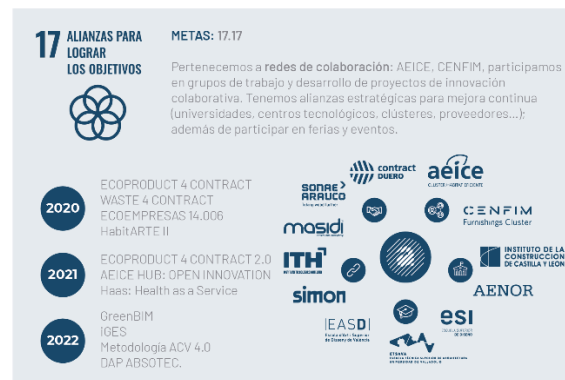 17 ALIANZAS PARA
LOGRAR
LOS OBJETIVOS
METAS: 17.17
Pertenecemos a redes de colaboración: AEICE, CENFIM, participamos
en grupos de trabajo y desarrollo de proyectos de innovación
colaborativa. Tenemos alianzas estratégicas para mejora continua
(universidades, centros tecnológicos, clústeres, proveedores...);
además de participar en ferias y eventos.
2020
ECOPRODUCT 4 CONTRACT
WASTE 4 CONTRACT
ECOEMPRESAS 14.006
HabitARTE II
2021
ECOPRODUCT 4 CONTRACT 2.0
AEICE HUB: OPEN INNOVATION
Haas: Health as a Service
2022
GreenBIM
IGES
Metodologia ACV 4.0
DAP ABSOTEC.
contract
DUERO
aeice
SONAE
ARAUCO
CENFIM
Furnishings Cluster
masidi
ITH
INSTITUTO DE LA
CONSTRUCCION
DE CASTILLA Y LEON
simon
AENOR
EASD
esi